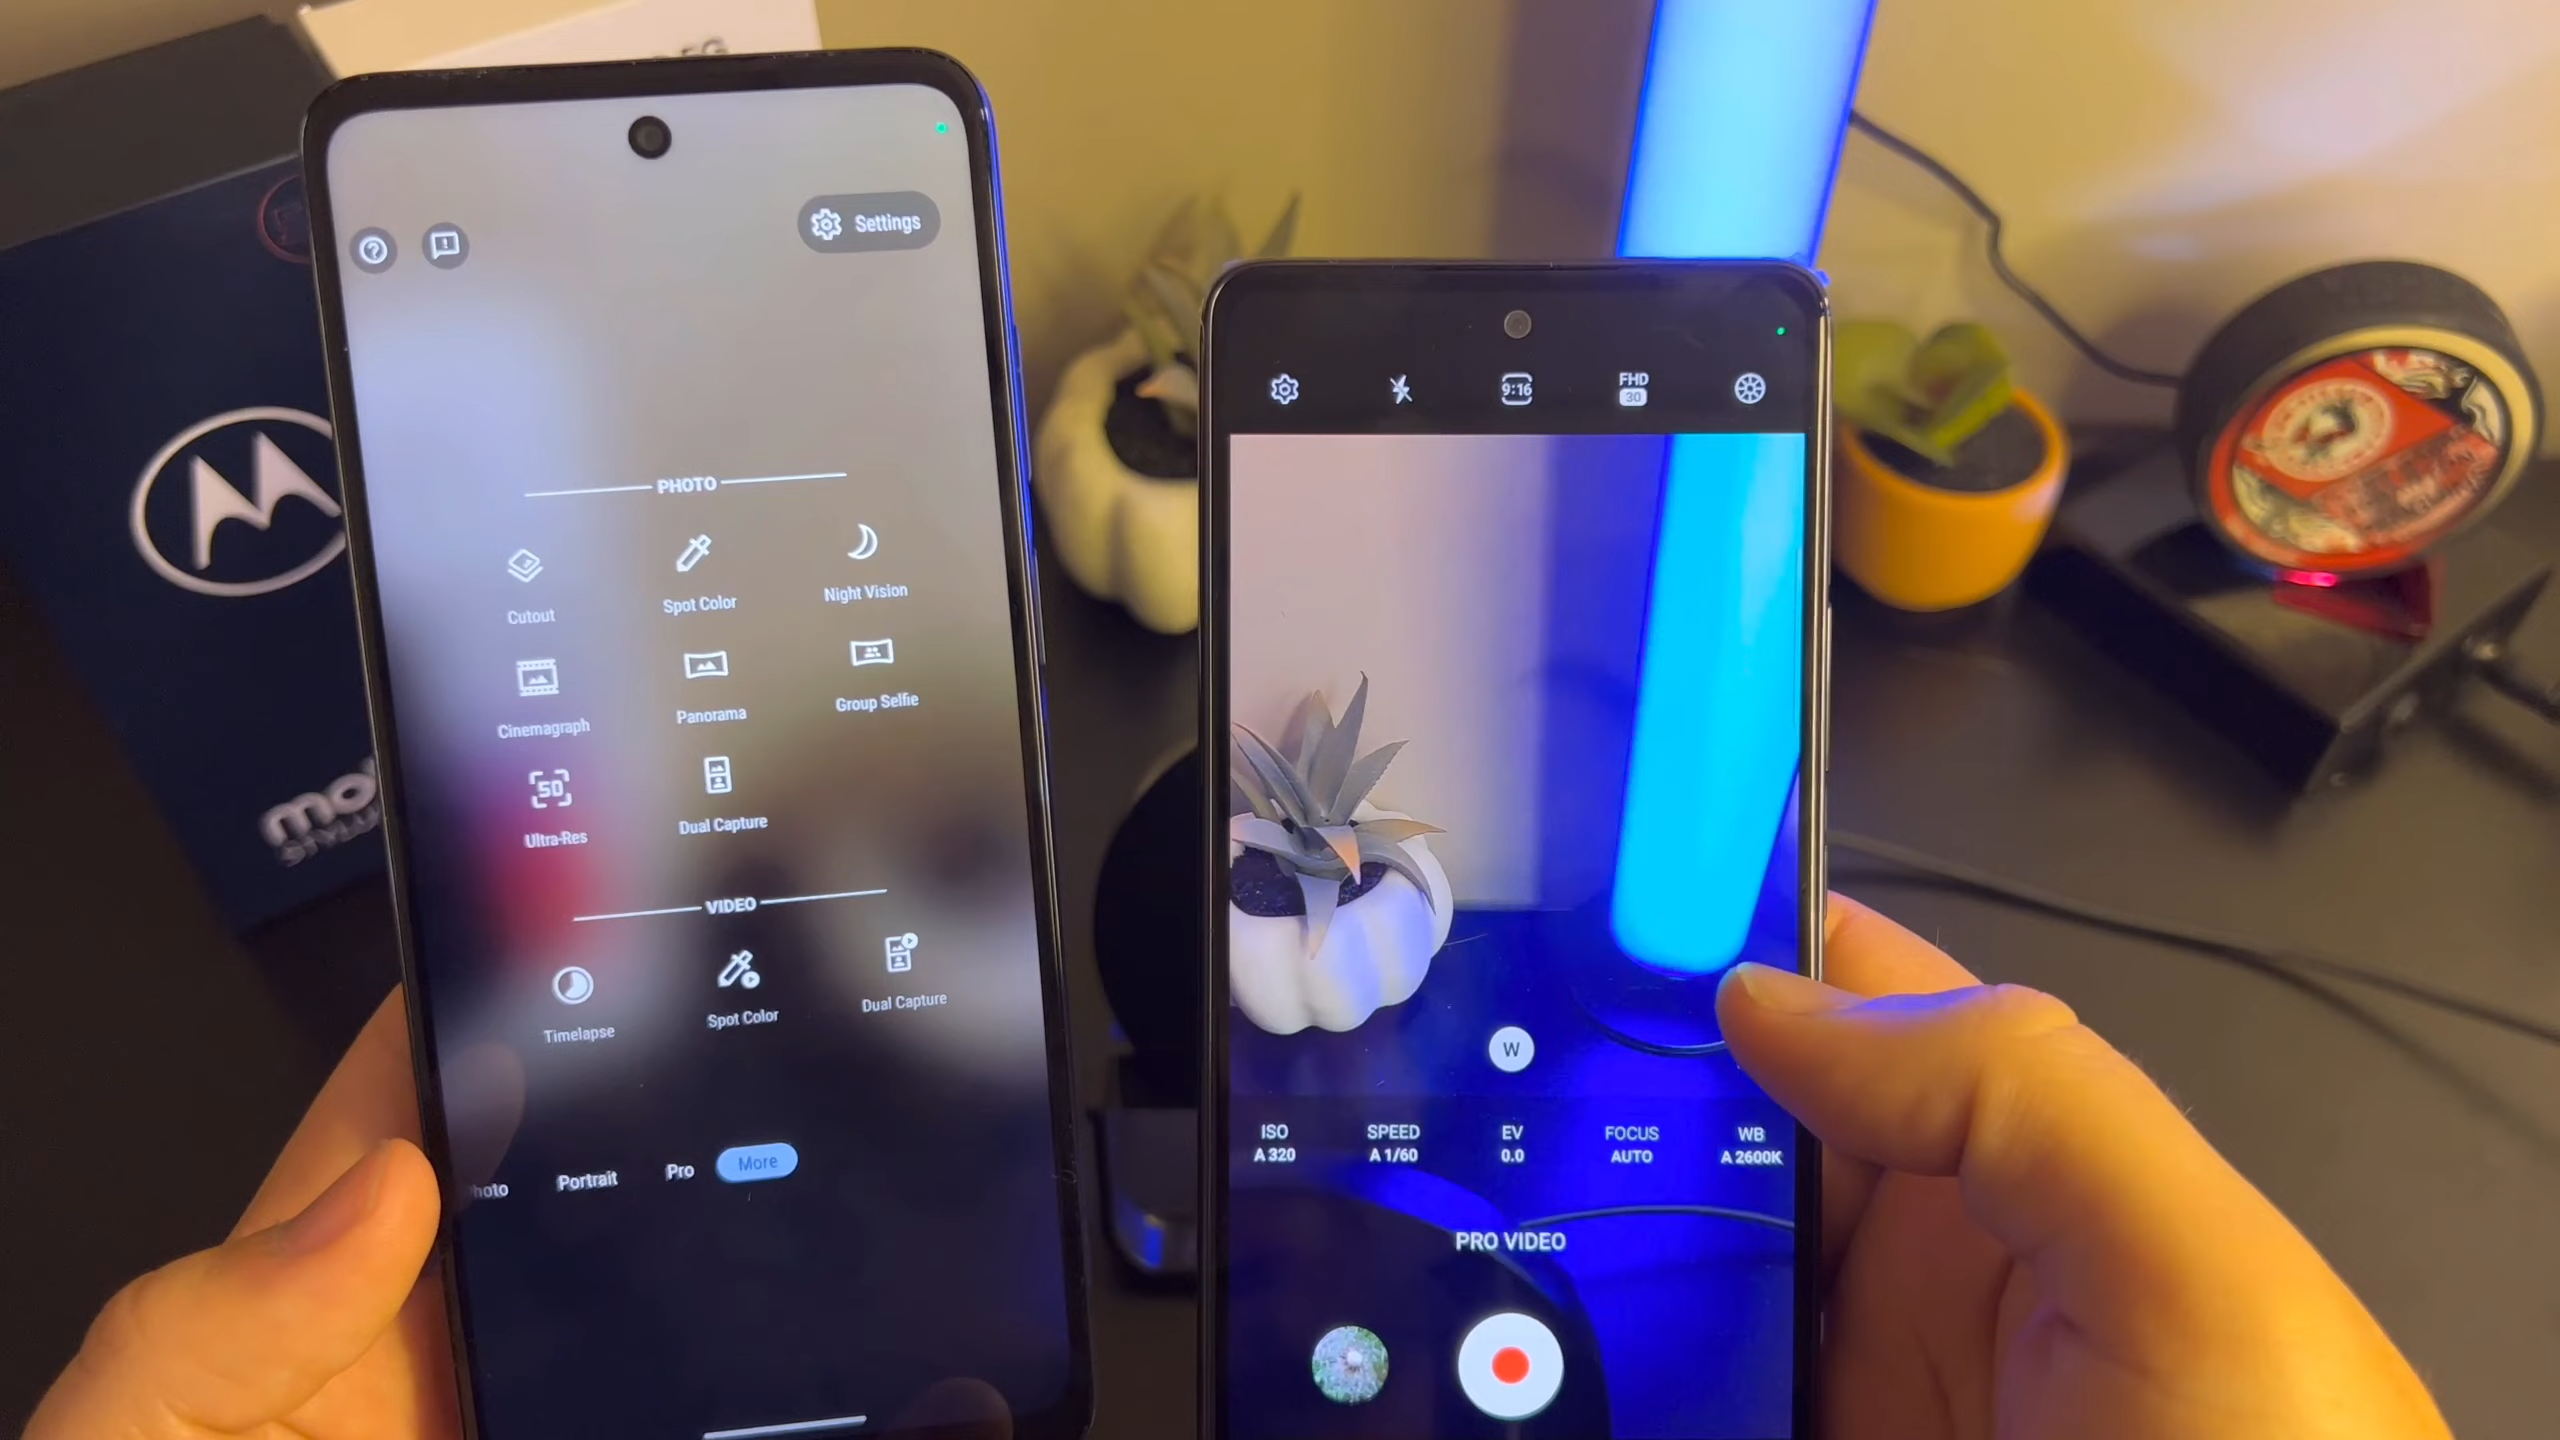 5G
Settings
PHOTO
Cutout
Spot Color
Night Vision
Cinemagraph
Panorama
Group Selfie
50
Ultra-Res
Dual Capture
VIDEO
Timelapse
Spot Color
Dual Capture
Portrait
Pro
More
9:16
FHD
30
W
ISO
A 320
SPEED
A 1/60
EV
0.0
FOCUS
AUTO
WB
A 2600K
PRO VIDEO